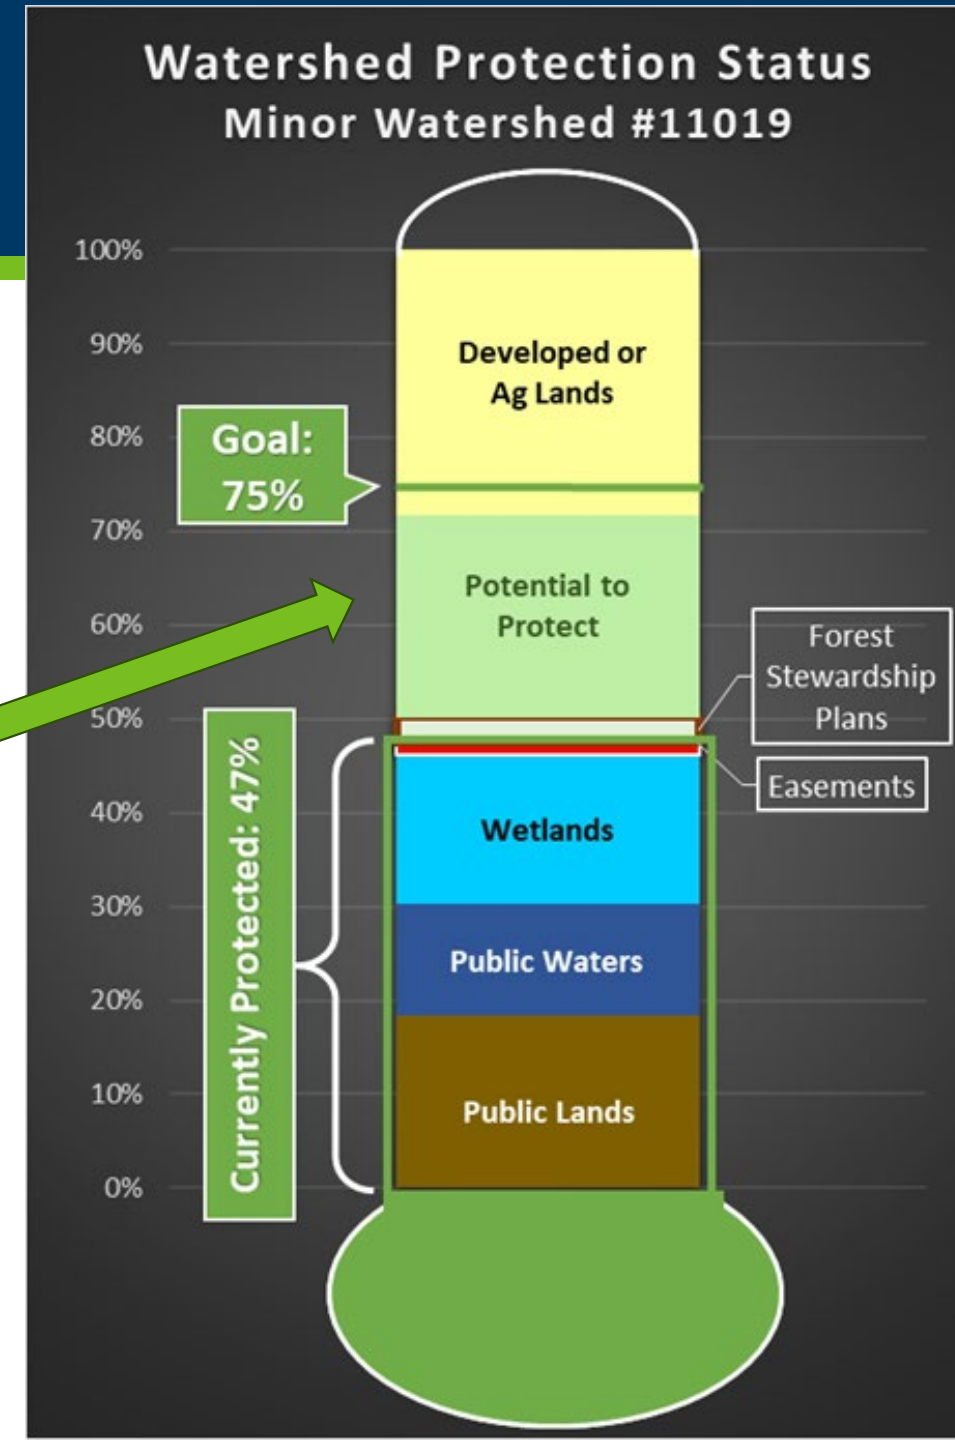 Watershed Protection Status
Minor Watershed #11019
100%
90%
80%
70%
60%
50%
40%
30%
20%
10%
0%
Goal:
75%
Currently Protected: 47%
Developed or
Ag Lands
Potential to
Protect
Forest
Stewardship
Plans
Easements
Wetlands
Public Waters
Public Lands